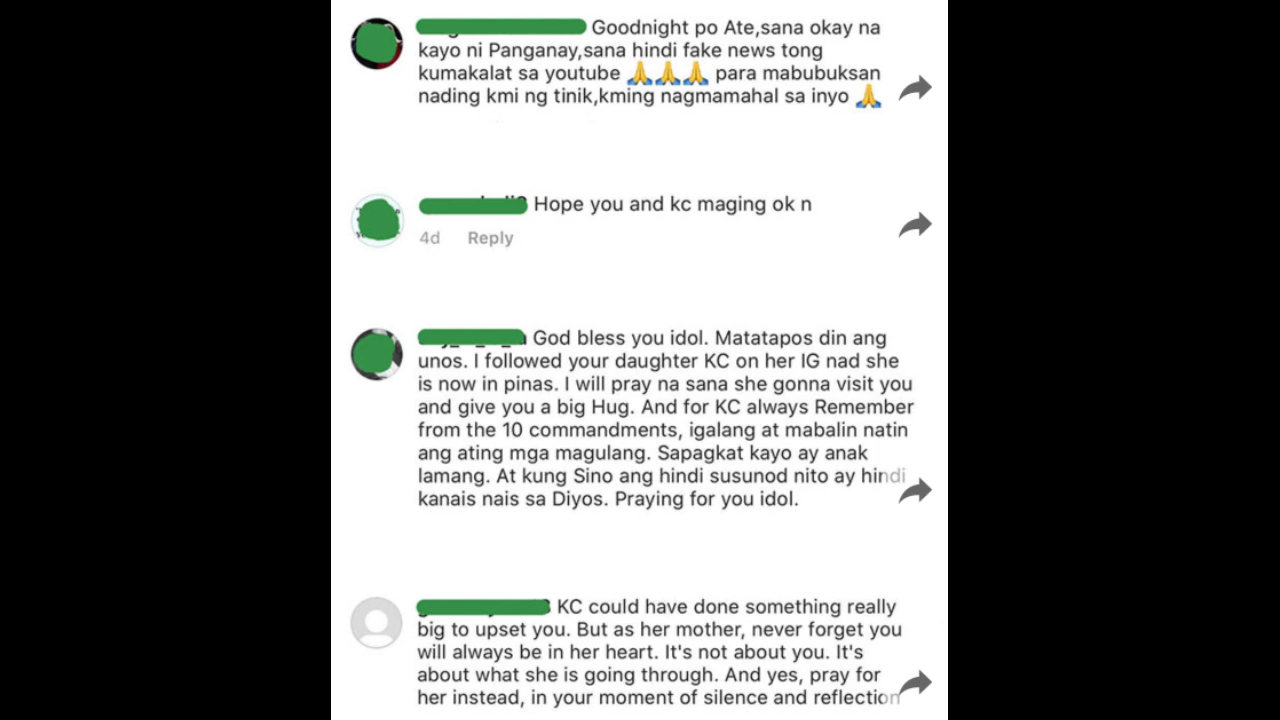 Goodnight po Ate,sana okay na
kayo ni Panganay,sana hindi fake news tong
kumakalat sa youtube 🙏🙏🙏 para mabubuksan
nading kmi ng tinik,kming nagmamahal sa inyo 🙏
Hope you and kc maging ok n
4d Reply
God bless you idol. Matatapos din ang
unos. I followed your daughter KC on her IG nad she
is now in pinas. I will pray na sana she gonna visit you
and give you a big Hug. And for KC always Remember
from the 10 commandments, igalang at mabalin natin
ang ating mga magulang. Sapagkat kayo ay anak
lamang. At kung Sino ang hindi susunod nito ay hindi
kanais nais sa Diyos. Praying for you idol.
KC could have done something really
big to upset you. But as her mother, never forget you
will always be in her heart. It's not about you. It's
about what she is going through. And yes, pray for
her instead, in your moment of silence and reflection